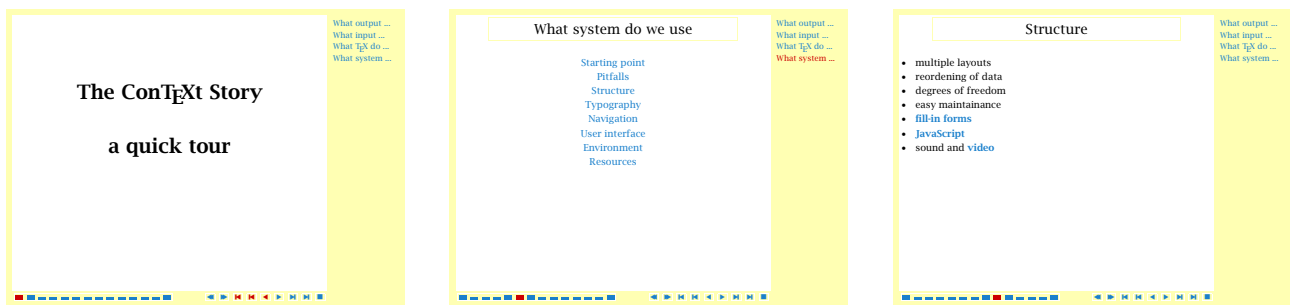 The ConTEXt Story
a quick tour
What output ...
What input ...
What TEX do ...
What system ...
What system do we use
Starting point
Pitfalls
Structure
Typography
Navigation
User interface
Environment
Resources
What output ...
What input ...
What TEX do ...
What system ...
Structure
• multiple layouts
• reordening of data
• degrees of freedom
• easy maintainance
• fill-in forms
• JavaScript
• sound and video
What output ...
What input ...
What TEX do ...
What system ...